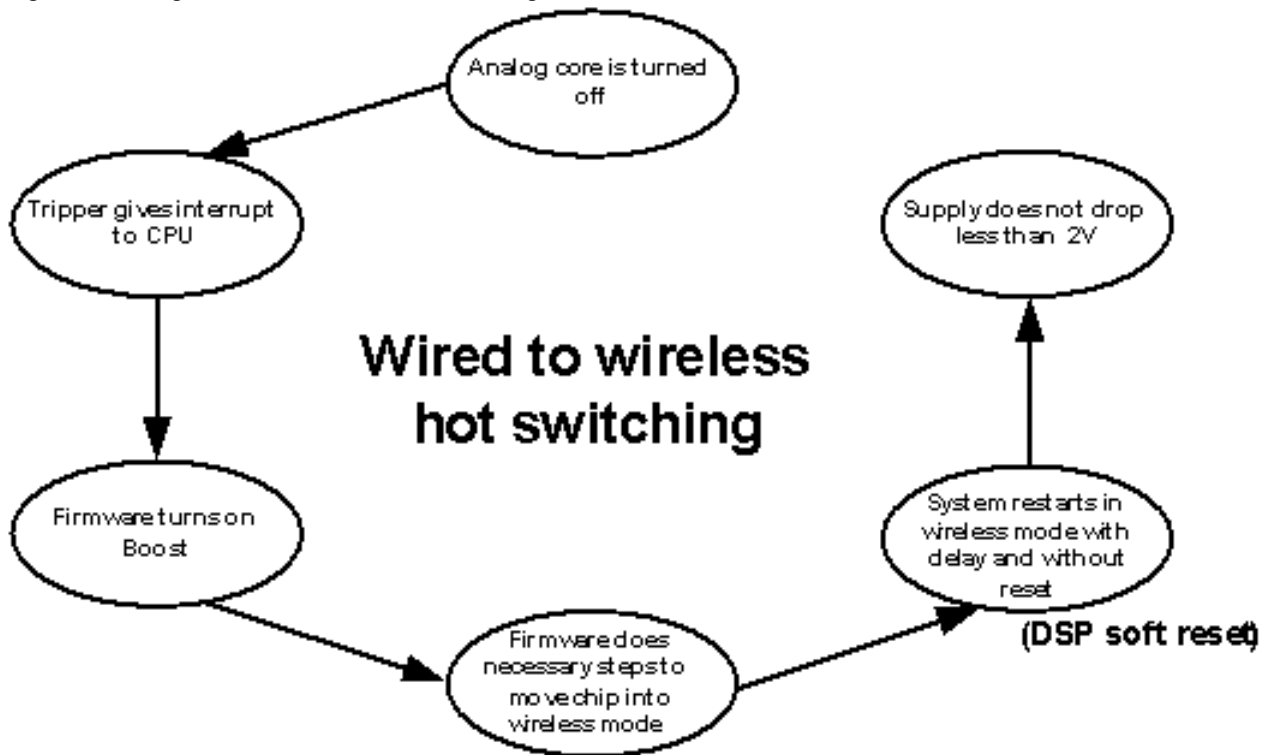 Analog core is turned
off
Tripper gives interrupt
to CPU
Supply does not drop
less than 2V
Wired to wireless
hot switching
Firmware turns on
Boost
System restarts in
wireless mode with
delay and without
reset
(DSP soft reset)
Firmware does
necessary steps to
move chip into
wireless mode